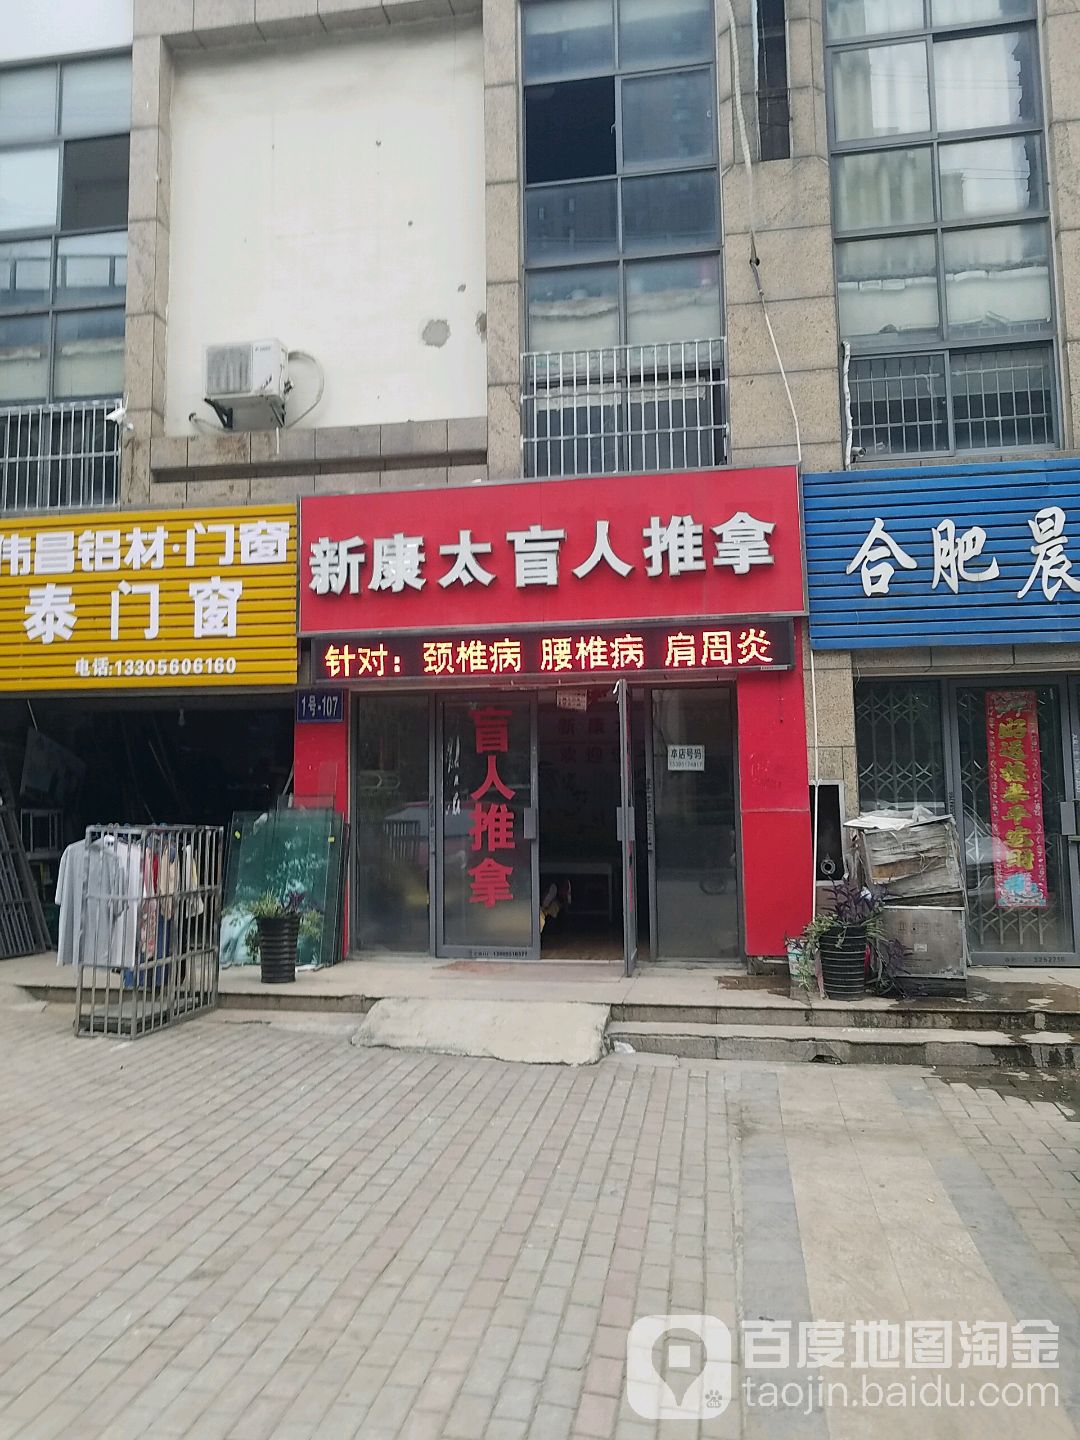 伟昌铝材·门窗
泰门窗
电话:13305606160
新康太盲人推拿
针对：颈椎病 腰椎病 肩周炎
合肥晨
1号-107
盲人推拿
本店号码
百度地图淘金
taojin.baidu.com